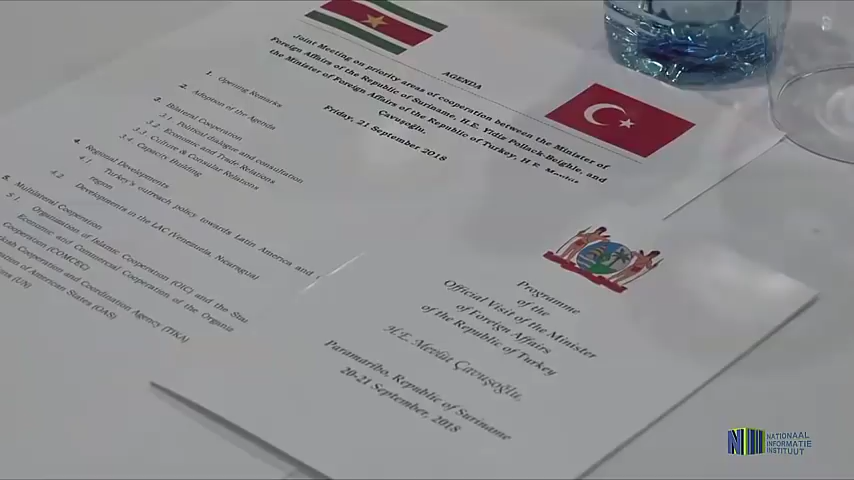 AGENDA
Joint Meeting on priority areas of cooperation between the Minister of
Foreign Affairs of the Republic of Suriname, H.E. Yldiz Pollack-Beighle, and
the Minister of Foreign Affairs of the Republic of Turkey, H.E.
Çavuşoğlu,
Friday, 21 September 2018
1. Opening Remarks
2. Adoption of the Agenda
3. Bilateral Cooperation
3.1 Political dialogue and consultation
3.2 Economic and Trade Relations
3.3 Culture & Consular Relations
3.4 Capacity Building
4. Regional Developments
4.1 Turkey's outreach policy towards Latin America and
region
4.2 Developments in the LAC (Venezuela, Nicaragua)
5. Multilateral Cooperation
5.1 Organization of Islamic Cooperation (OIC) and the
Economic and Commercial Cooperation of the Organiz
Cooperation (COMCEC)
Cooperation and Coordination Agency (TIKA)
of American States (OAS)
(UN)
Programme
of the
Official Visit of the Minister
of Foreign Affairs
of the Republic of Turkey
H.E. Mevlüt Çavuşoğlu,
Paramaribo, Republic of Suriname
20-21 September, 2018
NATIONAAL
INFORMATIE
INSTITUUT